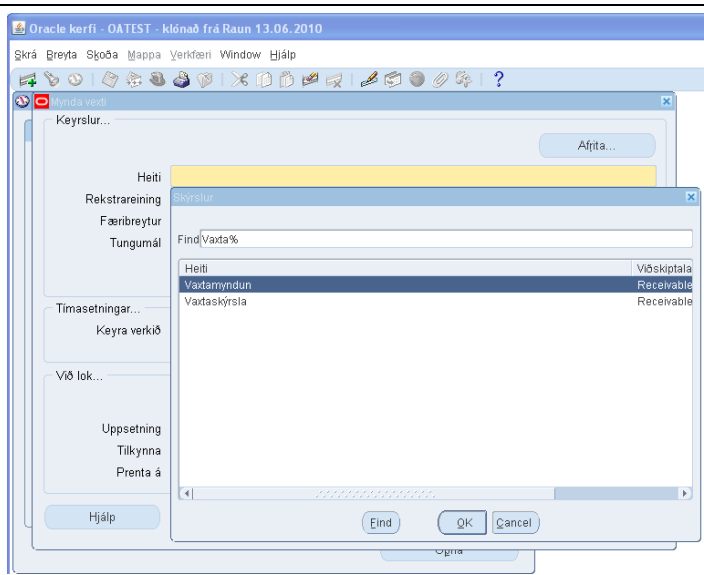 Oracle kerfi - OATEST - klónað frá Raun 13.06.2010
Skrá Breyta Skoða Mappa Verkfæri Window Hjálp
Mynda vexti
Keyrslur...
Afrita...
Heiti
Rekstrareining
Færibreytur
Tungumál
Skýrslur
Find Vaxta%
Heiti Viðskiptala
Vaxtamyndun Receivable
Vaxtaskýrsla Receivable
Tímasetningar...
Keyra verkið
Við lok...
Uppsetning
Tilkynna
Prenta á
Hjálp
Find OK Cancel
Opna